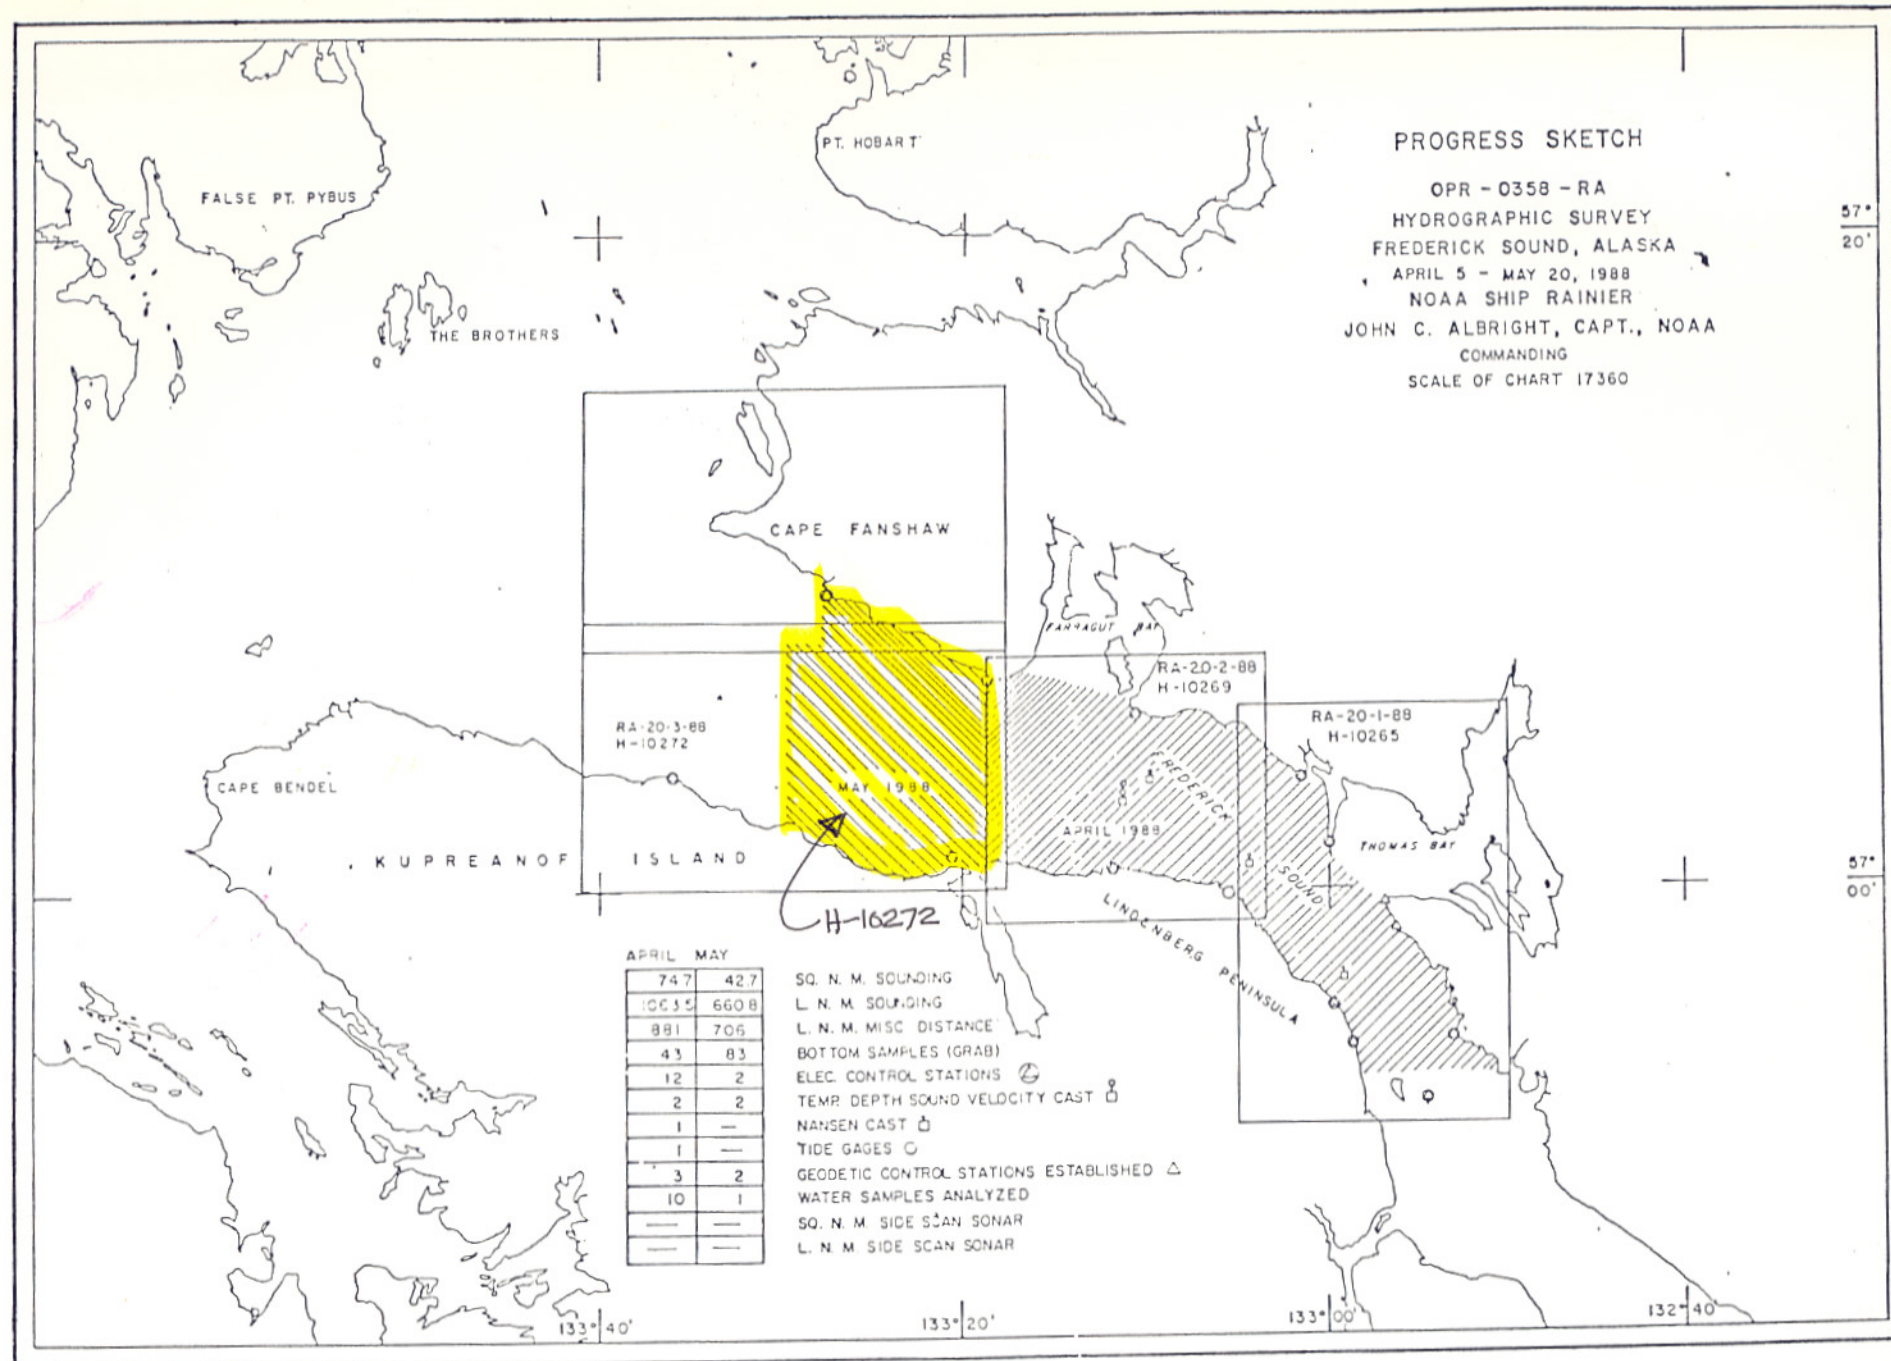 PROGRESS SKETCH
OPR - 0358 - RA
HYDROGRAPHIC SURVEY
FREDERICK SOUND, ALASKA
APRIL 5 - MAY 20, 1988
NOAA SHIP RAINIER
JOHN C. ALBRIGHT, CAPT., NOAA
COMMANDING
SCALE OF CHART 17360
PT. HOBART
FALSE PT. PYBUS
THE BROTHERS
57°
20'
CAPE FANSHAW
FARRAGUT BAY
RA-20-2-88
H-10269
RA-20-1-88
H-10265
RA-20-3-88
H-10272
CAPE BENDEL
MAY 1988
FREDERICK SOUND
APRIL 1988
THOMAS BAY
KUPREANOF ISLAND
57°
00'
H-10272
LINDENBERG PENINSULA
APRIL MAY
74.7 42.7 SQ. N. M. SOUNDING
660.8 L. N. M. SOUNDING
881 706 L. N. M. MISC DISTANCE
43 83 BOTTOM SAMPLES (GRAB)
12 2 ELEC. CONTROL STATIONS
2 2 TEMP. DEPTH SOUND VELOCITY CAST
1 — NANSEN CAST
1 — TIDE GAGES
3 2 GEODETIC CONTROL STATIONS ESTABLISHED
10 1 WATER SAMPLES ANALYZED
— — SQ. N. M. SIDE SCAN SONAR
— — L. N. M. SIDE SCAN SONAR
133° 40' 133° 20' 133° 00' 132° 40'